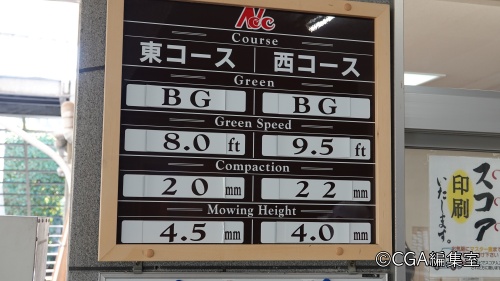 NCC
Course
東コース 西コース
Green
BG BG
Green Speed
8.0 ft 9.5 ft
Compaction
20 mm 22 mm
Mowing Height
4.5 mm 4.0 mm
スコア
印刷
いたします。
©CGA編集室